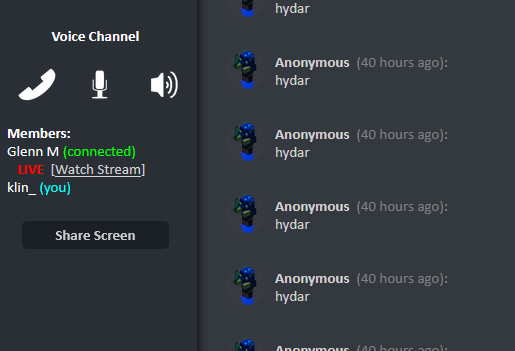 Voice Channel
Members:
Glenn M (connected)
LIVE [Watch Stream]
klin_ (you)
Share Screen
hydar
Anonymous (40 hours ago):
hydar
Anonymous (40 hours ago):
hydar
Anonymous (40 hours ago):
hydar
Anonymous (40 hours ago):
hydar
Anonymous (40 hours ago):